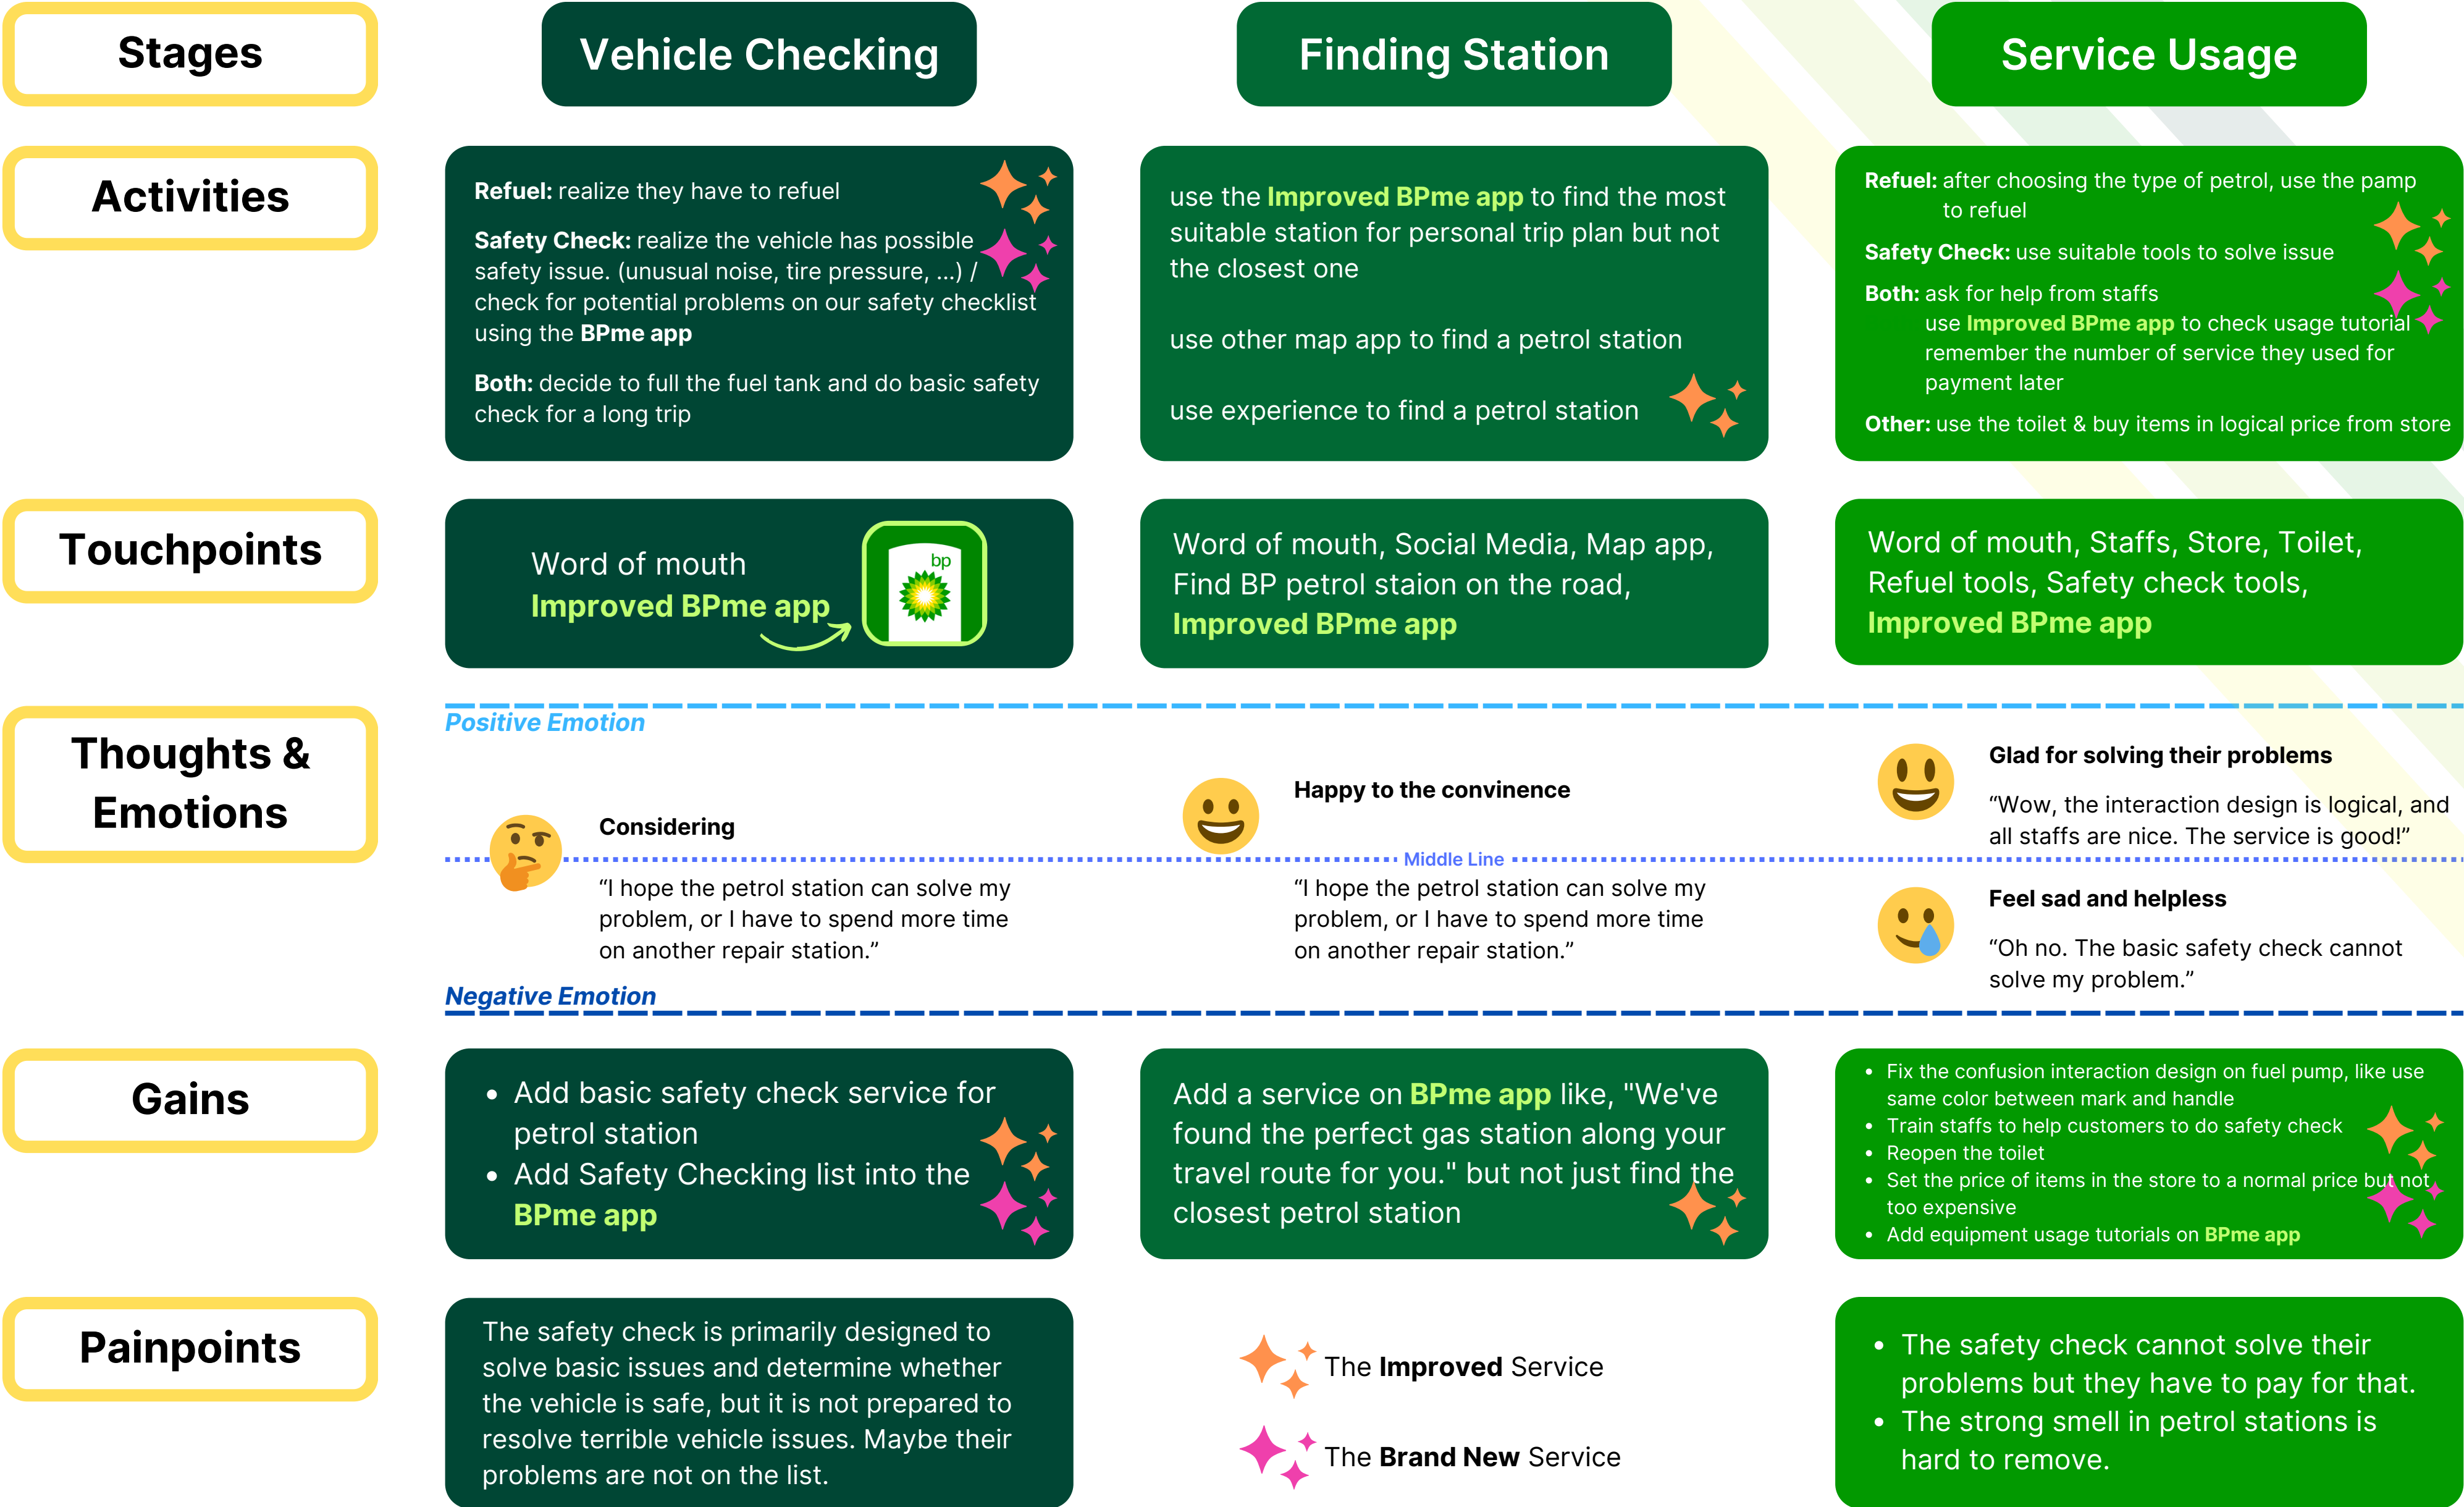 Stages
Vehicle Checking
Finding Station
Service Usage
Activities
Refuel: realize they have to refuel
Safety Check: realize the vehicle has possible
safety issue. (unusual noise, tire pressure, ...) /
check for potential problems on our safety checklist
using the BPme app
Both: decide to full the fuel tank and do basic safety
check for a long trip
use the Improved BPme app to find the most
suitable station for personal trip plan but not
the closest one
use other map app to find a petrol station
use experience to find a petrol station
Refuel: after choosing the type of petrol, use the pamp
to refuel
Safety Check: use suitable tools to solve issue
Both: ask for help from staffs
use Improved BPme app to check usage tutorial
remember the number of service they used for
payment later
Other: use the toilet & buy items in logical price from store
Touchpoints
Word of mouth
Improved BPme app
bp
Word of mouth, Social Media, Map app,
Find BP petrol staion on the road,
Improved BPme app
Word of mouth, Staffs, Store, Toilet,
Refuel tools, Safety check tools,
Improved BPme app
Thoughts &
Emotions
Positive Emotion
Considering
“I hope the petrol station can solve my
problem, or I have to spend more time
on another repair station.”
Happy to the convinence
Middle Line
“I hope the petrol station can solve my
problem, or I have to spend more time
on another repair station.”
Glad for solving their problems
“Wow, the interaction design is logical, and
all staffs are nice. The service is good!”
Feel sad and helpless
“Oh no. The basic safety check cannot
solve my problem.”
Negative Emotion
Gains
• Add basic safety check service for
petrol station
• Add Safety Checking list into the
BPme app
Add a service on BPme app like, "We've
found the perfect gas station along your
travel route for you." but not just find the
closest petrol station
• Fix the confusion interaction design on fuel pump, like use
same color between mark and handle
• Train staffs to help customers to do safety check
• Reopen the toilet
• Set the price of items in the store to a normal price but not
too expensive
• Add equipment usage tutorials on BPme app
Painpoints
The safety check is primarily designed to
solve basic issues and determine whether
the vehicle is safe, but it is not prepared to
resolve terrible vehicle issues. Maybe their
problems are not on the list.
The Improved Service
The Brand New Service
• The safety check cannot solve their
problems but they have to pay for that.
• The strong smell in petrol stations is
hard to remove.